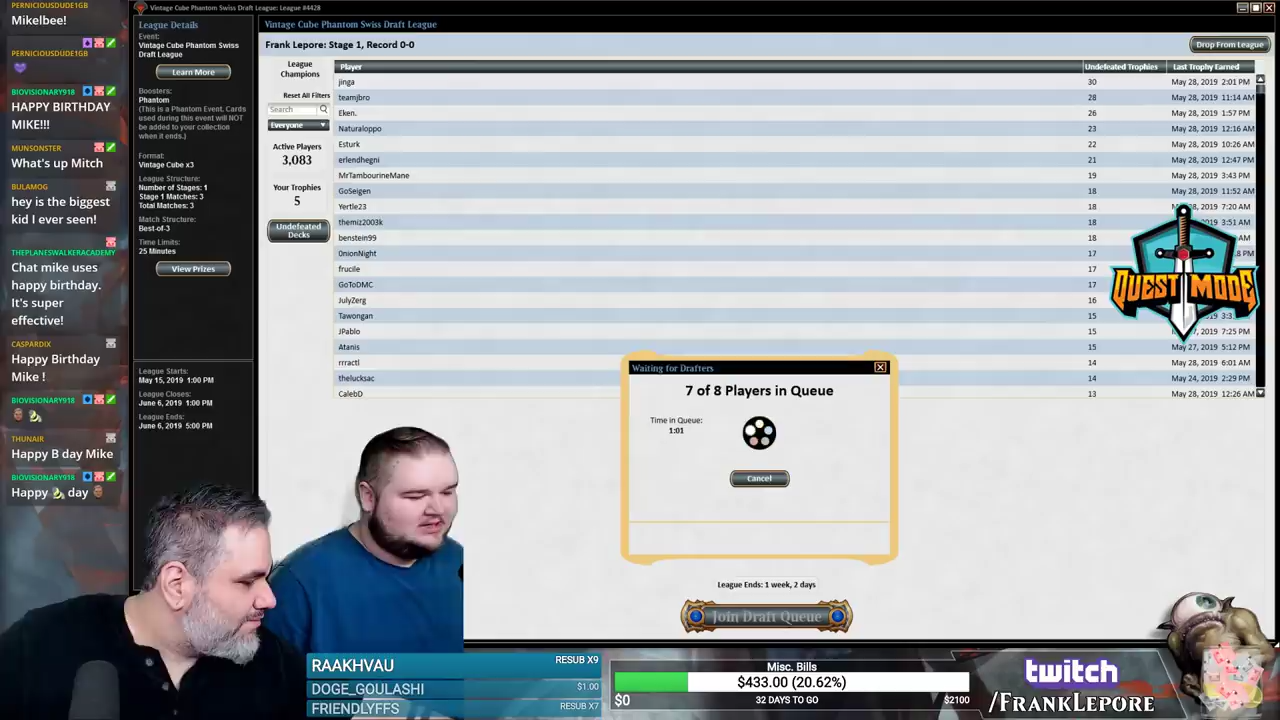 PERNICIOUSDUDE1GB
Mikelbee!
PERNICIOUSDUDE1GB
BIOVISIONARY918
HAPPY BIRTHDAY
MIKE!!!
MUNSONSTER
What's up Mitch
BULAMOG
hey is the biggest
kid I ever seen!
THEPLANESWALKERACADEMY
Chat mike uses
happy birthday.
It's super
effective!
CASPARDIX
Happy Birthday
Mike !
BIOVISIONARY918
THUNAIR
Happy B day Mike
BIOVISIONARY918
Happy day
Vintage Cube Phantom Swiss Draft League: League #4428
League Details
Event:
Vintage Cube Phantom Swiss
Draft League
Learn More
Boosters:
Phantom
(This is a Phantom Event. Cards
used during this event will NOT
be added to your collection
when it ends.)
Format:
Vintage Cube x3
League Structure:
Number of Stages: 1
Stage 1 Matches: 3
Total Matches: 3
Match Structure:
Best-of-3
Time Limits:
25 Minutes
View Prizes
League Starts:
May 15, 2019 1:00 PM
League Closes:
June 6, 2019 1:00 PM
League Ends:
June 6, 2019 5:00 PM
Vintage Cube Phantom Swiss Draft League
Frank Lepore: Stage 1, Record 0-0
Drop From League
League
Champions
Reset All Filters
Search
Everyone
Active Players
3,083
Your Trophies
5
Undefeated
Decks
Player Undefeated Trophies Last Trophy Earned
jinga 30 May 28, 2019 2:01 PM
teamjbro 28 May 28, 2019 11:14 AM
Eken. 26 May 28, 2019 1:57 PM
Naturaloppo 23 May 28, 2019 12:16 AM
Esturk 22 May 28, 2019 10:26 AM
erlendhegni 21 May 28, 2019 12:47 PM
MrTambourineMane 19 May 28, 2019 3:43 PM
GoSeigen 18 May 28, 2019 11:52 AM
Yertle23 18 May 28, 2019 7:20 AM
themiz2003k 18 28, 2019 3:51 AM
benstein99 18 AM
0nionNight 17 8 PM
frucile 17
GoToDMC 17
JulyZerg 16
Tawongan 15 3:3
JPablo 15 May 27, 2019 7:25 PM
Atanis 15 May 27, 2019 5:12 PM
rrractl 14 May 28, 2019 6:01 AM
thelucksac 14 May 24, 2019 2:29 PM
CalebD 13 May 28, 2019 12:26 AM
QUEST MODE
Waiting for Drafters
7 of 8 Players in Queue
Time in Queue:
1:01
Cancel
League Ends: 1 week, 2 days
Join Draft Queue
RAAKHVAU RESUB X9
DOGE_GOULASHI $1.00
FRIENDLYFFS RESUB X7
Misc. Bills
$433.00 (20.62%)
$0 32 DAYS TO GO $2100
twitch
/FRANKLEPORE